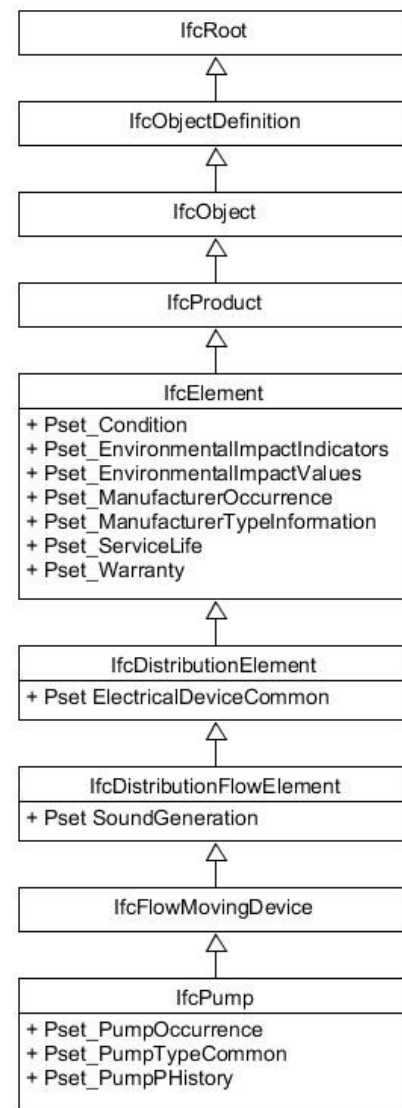 IfcRoot
IfcObjectDefinition
IfcObject
IfcProduct
IfcElement
+ Pset_Condition
+ Pset_EnvironmentalImpactIndicators
+ Pset_EnvironmentalImpactValues
+ Pset_ManufacturerOccurrence
+ Pset_ManufacturerTypeInformation
+ Pset_ServiceLife
+ Pset_Warranty
IfcDistributionElement
+ Pset ElectricalDeviceCommon
IfcDistributionFlowElement
+ Pset SoundGeneration
IfcFlowMovingDevice
IfcPump
+ Pset_PumpOccurrence
+ Pset_PumpTypeCommon
+ Pset_PumpPHistory